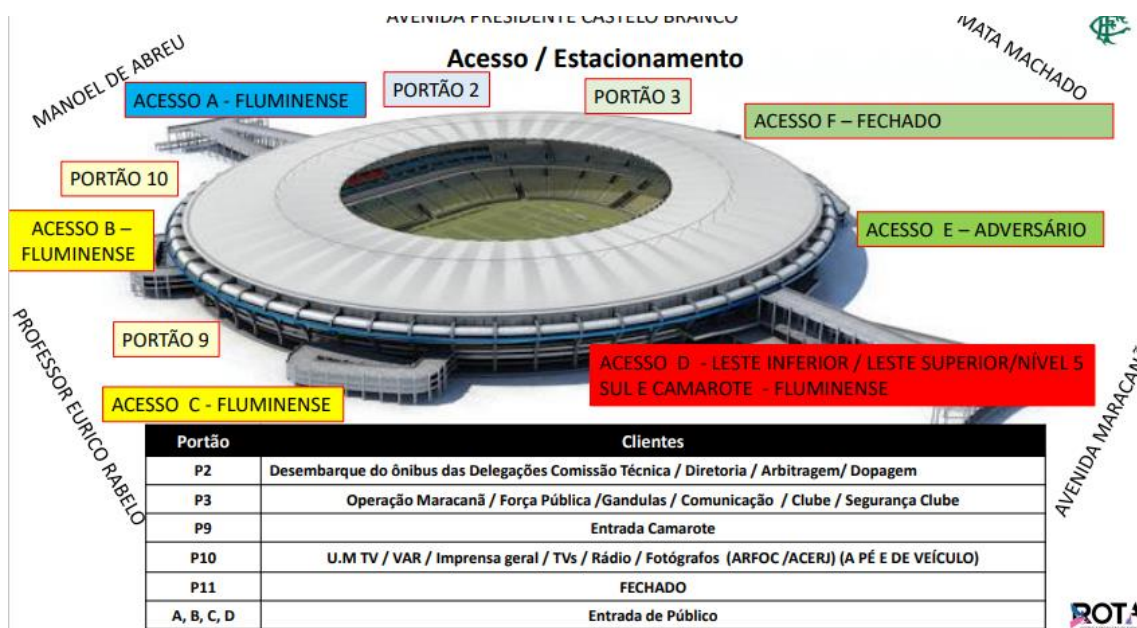 AVENIDA PRESIDENTE CASTELO BRANCO
MANOEL DE ABREU
MATA MACHADO
Acesso / Estacionamento
ACESSO A - FLUMINENSE
PORTÃO 2
PORTÃO 3
ACESSO F – FECHADO
PORTÃO 10
ACESSO B –
FLUMINENSE
ACESSO E – ADVERSÁRIO
PORTÃO 9
ACESSO D - LESTE INFERIOR / LESTE SUPERIOR/NÍVEL 5
SUL E CAMAROTE - FLUMINENSE
ACESSO C - FLUMINENSE
PROFESSOR EURICO RABELO
AVENIDA MARACANÃ
Portão Clientes
P2 Desembarque do ônibus das Delegações Comissão Técnica / Diretoria / Arbitragem/ Dopagem
P3 Operação Maracanã / Força Pública /Gandulas / Comunicação / Clube / Segurança Clube
P9 Entrada Camarote
P10 U.M TV / VAR / Imprensa geral / TVs / Rádio / Fotógrafos (ARFOC /ACERJ) (A PÉ E DE VEÍCULO)
P11 FECHADO
A, B, C, D Entrada de Público